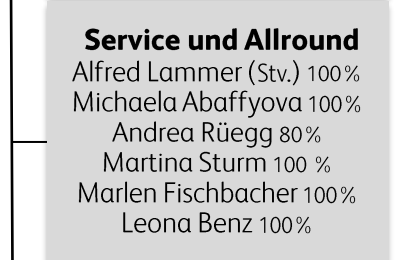 Service und Allround
Alfred Lammer (Stv.) 100%
Michaela Abaffyova 100%
Andrea Rüegg 80%
Martina Sturm 100 %
Marlen Fischbacher 100%
Leona Benz 100%